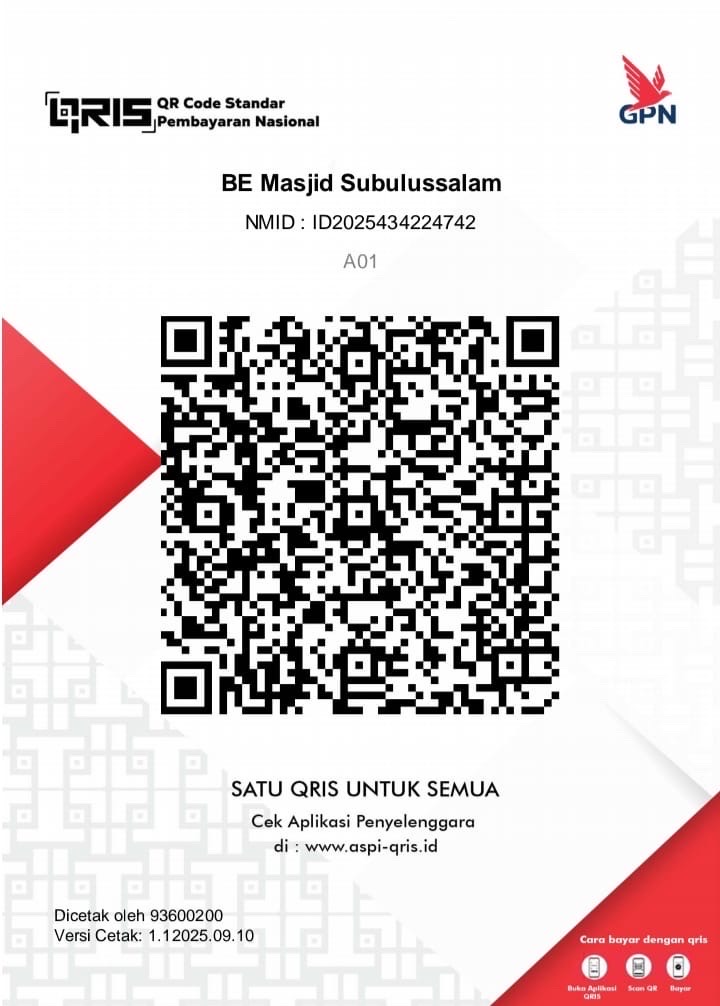 QRIS
QR Code Standar
Pembayaran Nasional
GPN
BE Masjid Subulussalam
NMID : ID2025434224742
A01
SATU QRIS UNTUK SEMUA
Cek Aplikasi Penyelenggara
di : www.aspi-qris.id
Dicetak oleh 93600200
Versi Cetak: 1.12025.09.10
Cara bayar dengan qris
Buka Aplikasi
QRIS
Scan QR
Bayar